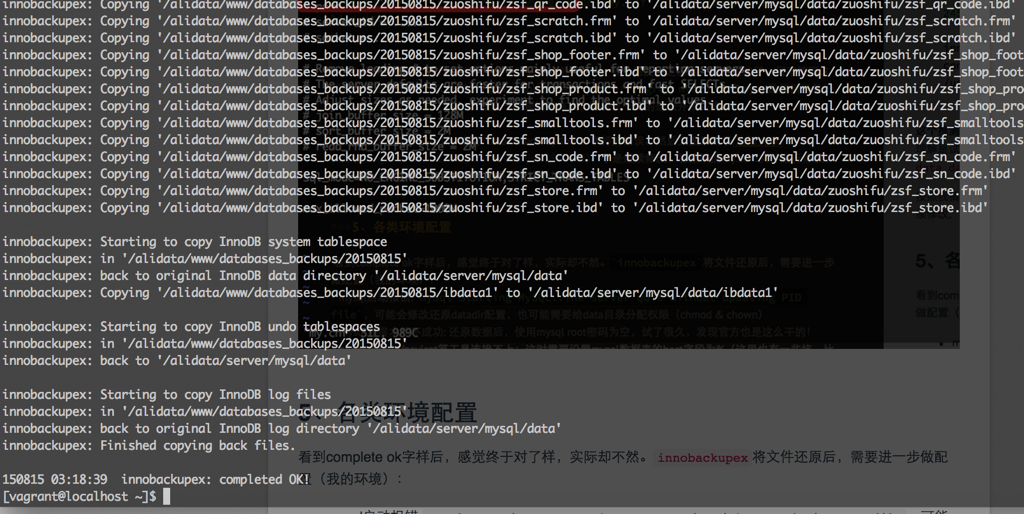 innobackupex: Copying '/alidata/www/databases_backups/20150815/zuoshifu/zsf_qr_code.ibd' to '/alidata/server/mysql/data/zuoshifu/zsf_qr_code.ibd'
innobackupex: Copying '/alidata/www/databases_backups/20150815/zuoshifu/zsf_scratch.frm' to '/alidata/server/mysql/data/zuoshifu/zsf_scratch.frm'
innobackupex: Copying '/alidata/www/databases_backups/20150815/zuoshifu/zsf_scratch.ibd' to '/alidata/server/mysql/data/zuoshifu/zsf_scratch.ibd'
innobackupex: Copying '/alidata/www/databases_backups/20150815/zuoshifu/zsf_shop_footer.frm' to '/alidata/server/mysql/data/zuoshifu/zsf_shop_foot
innobackupex: Copying '/alidata/www/databases_backups/20150815/zuoshifu/zsf_shop_footer.ibd' to '/alidata/server/mysql/data/zuoshifu/zsf_shop_foot
innobackupex: Copying '/alidata/www/databases_backups/20150815/zuoshifu/zsf_shop_product.frm' to '/alidata/server/mysql/data/zuoshifu/zsf_shop_pro
innobackupex: Copying '/alidata/www/databases_backups/20150815/zuoshifu/zsf_shop_product.ibd' to '/alidata/server/mysql/data/zuoshifu/zsf_shop_pro
innobackupex: Copying '/alidata/www/databases_backups/20150815/zuoshifu/zsf_smalltools.frm' to '/alidata/server/mysql/data/zuoshifu/zsf_smalltools
innobackupex: Copying '/alidata/www/databases_backups/20150815/zuoshifu/zsf_smalltools.ibd' to '/alidata/server/mysql/data/zuoshifu/zsf_smalltools
innobackupex: Copying '/alidata/www/databases_backups/20150815/zuoshifu/zsf_sn_code.frm' to '/alidata/server/mysql/data/zuoshifu/zsf_sn_code.frm'
innobackupex: Copying '/alidata/www/databases_backups/20150815/zuoshifu/zsf_sn_code.ibd' to '/alidata/server/mysql/data/zuoshifu/zsf_sn_code.ibd'
innobackupex: Copying '/alidata/www/databases_backups/20150815/zuoshifu/zsf_store.frm' to '/alidata/server/mysql/data/zuoshifu/zsf_store.frm'
innobackupex: Copying '/alidata/www/databases_backups/20150815/zuoshifu/zsf_store.ibd' to '/alidata/server/mysql/data/zuoshifu/zsf_store.ibd'
5、各类环境配置
innobackupex: Starting to copy InnoDB system tablespace
innobackupex: in '/alidata/www/databases_backups/20150815'
innobackupex: back to original InnoDB data directory '/alidata/server/mysql/data'
innobackupex: Copying '/alidata/www/databases_backups/20150815/ibdata1' to '/alidata/server/mysql/data/ibdata1'
innobackupex: Starting to copy InnoDB undo tablespaces
innobackupex: in '/alidata/www/databases_backups/20150815'
innobackupex: back to '/alidata/server/mysql/data'
innobackupex: Starting to copy InnoDB log files
innobackupex: in '/alidata/www/databases_backups/20150815'
innobackupex: back to original InnoDB log directory '/alidata/server/mysql/data'
innobackupex: Finished copying back files.
150815 03:18:39 innobackupex: completed OK!
[vagrant@localhost ~]$
5、各
看到com
做配置
5、各类环境配置
看到complete ok字样后，感觉终于对了样，实际却不然。 innobackupex 将文件还原后，需要进一步做配
置（我的环境）：